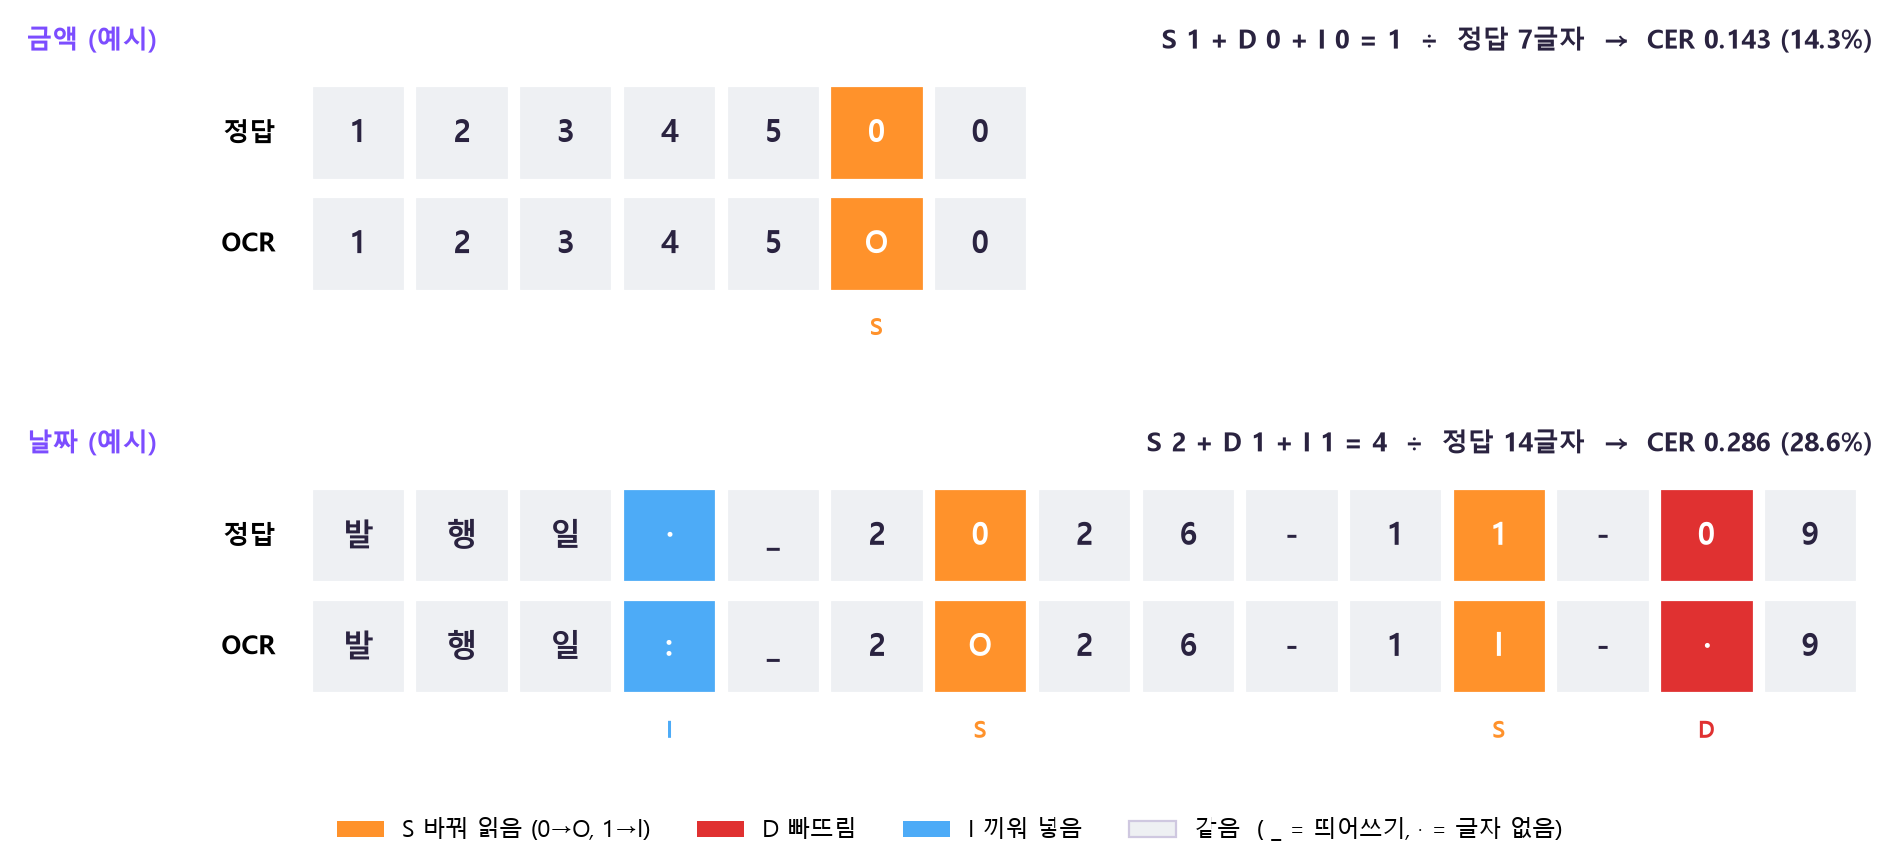 금액 (예시) S 1 + D 0 + I 0 = 1 ÷ 정답 7글자 → CER 0.143 (14.3%)
정답 1 2 3 4 5 0 0
OCR 1 2 3 4 5 O 0
S
날짜 (예시) S 2 + D 1 + I 1 = 4 ÷ 정답 14글자 → CER 0.286 (28.6%)
정답 발 행 일 · _ 2 0 2 6 - 1 1 - 0 9
OCR 발 행 일 : _ 2 O 2 6 - 1 I - · 9
I S S D
S 바꿔 읽음 (0→O, 1→I) D 빠뜨림 I 끼워 넣음 같음 ( _ = 띄어쓰기, · = 글자 없음)